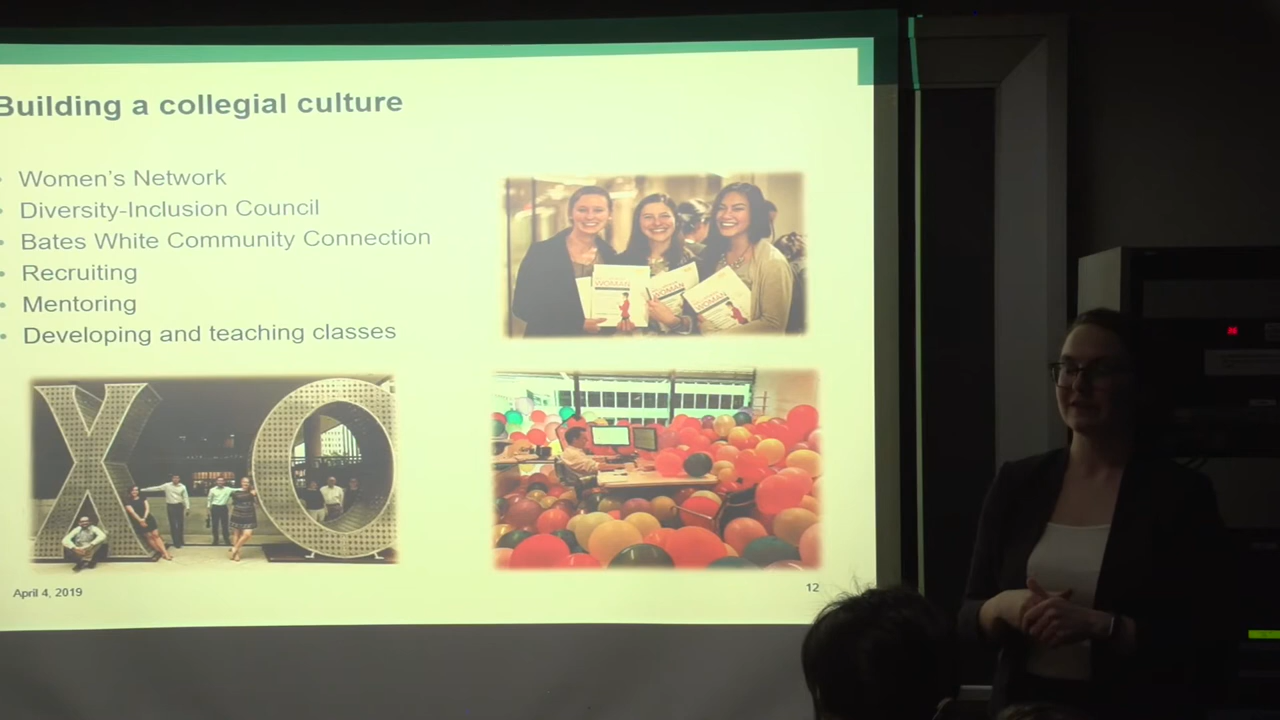 Building a collegial culture
Women's Network
Diversity-Inclusion Council
Bates White Community Connection
Recruiting
Mentoring
Developing and teaching classes
WOMAN
WOMAN
WOMAN
X O
April 4, 2019
12